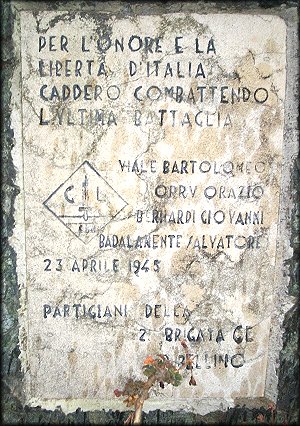 PER L'ONORE E LA
LIBERTÀ D'ITALIA
CADDERO COMBATTENDO
L'ULTIMA BATTAGLIA
VIALE BARTOLOMEO
ORRV ORAZIO
BERNARDI GIOVANNI
BADALAMENTE SALVATORE
C L
23 APRILE 1945
PARTIGIANI DELLA
2ª BRIGATA GE